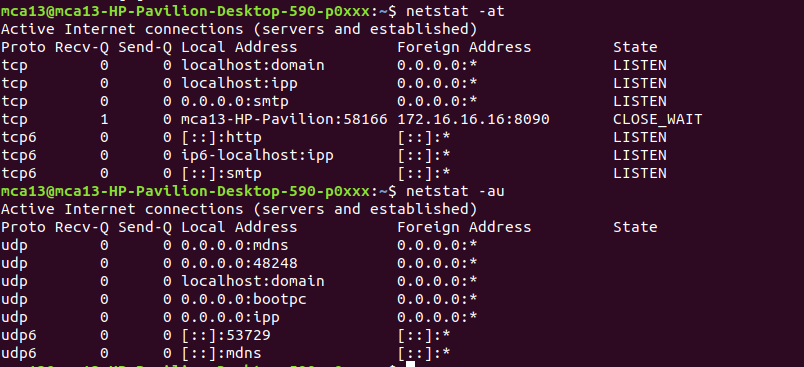 mca13@mca13-HP-Pavilion-Desktop-590-p0xxx:~$ netstat -at
Active Internet connections (servers and established)
Proto Recv-Q Send-Q Local Address           Foreign Address         State
tcp        0      0 localhost:domain        0.0.0.0:*               LISTEN
tcp        0      0 localhost:ipp           0.0.0.0:*               LISTEN
tcp        0      0 0.0.0.0:smtp            0.0.0.0:*               LISTEN
tcp        1      0 mca13-HP-Pavilion:58166 172.16.16.16:8090       CLOSE_WAIT
tcp6       0      0 [::]:http               [::]:*                  LISTEN
tcp6       0      0 ip6-localhost:ipp       [::]:*                  LISTEN
tcp6       0      0 [::]:smtp               [::]:*                  LISTEN
mca13@mca13-HP-Pavilion-Desktop-590-p0xxx:~$ netstat -au
Active Internet connections (servers and established)
Proto Recv-Q Send-Q Local Address           Foreign Address         State
udp        0      0 0.0.0.0:mdns            0.0.0.0:*
udp        0      0 0.0.0.0:48248           0.0.0.0:*
udp        0      0 localhost:domain        0.0.0.0:*
udp        0      0 0.0.0.0:bootpc          0.0.0.0:*
udp        0      0 0.0.0.0:ipp             0.0.0.0:*
udp6       0      0 [::]:53729              [::]:*
udp6       0      0 [::]:mdns               [::]:*